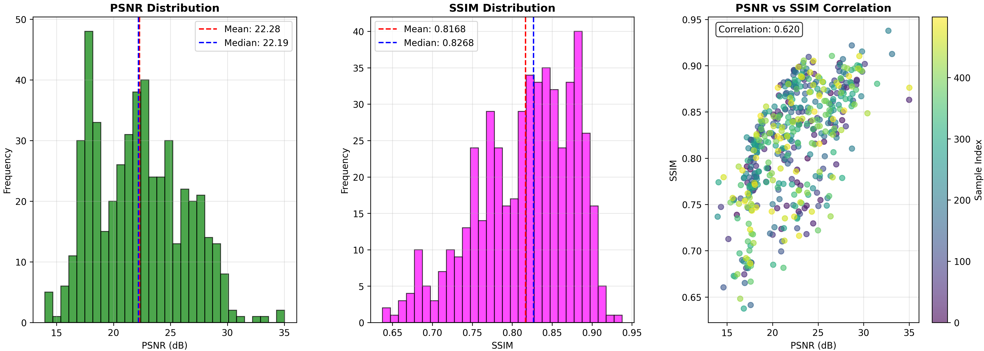 PSNR Distribution
Mean: 22.28
Median: 22.19
Frequency
50
40
30
20
10
0
15
20
25
30
35
PSNR (dB)
SSIM Distribution
Mean: 0.8168
Median: 0.8268
Frequency
40
35
30
25
20
15
10
5
0
0.65
0.70
0.75
0.80
0.85
0.90
0.95
SSIM
PSNR vs SSIM Correlation
Correlation: 0.620
SSIM
0.95
0.90
0.85
0.80
0.75
0.70
0.65
15
20
25
30
35
PSNR (dB)
400
300
200
100
0
Sample Index